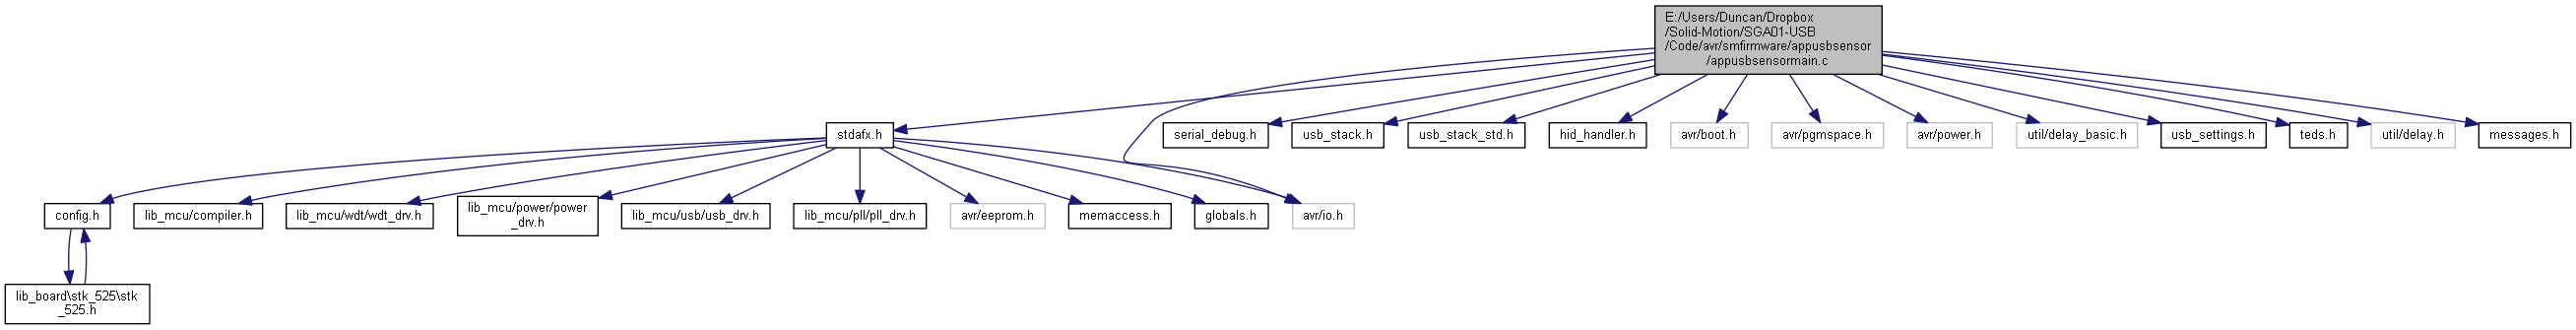 E:/Users/Duncan/Dropbox
/Solid-Motion/SGA01-USB
/Code/avr/smfirmware/appusbsensor
/appusbsensormain.c
stdafx.h
serial_debug.h
usb_stack.h
usb_stack_std.h
hid_handler.h
avr/boot.h
avr/pgmspace.h
avr/power.h
util/delay_basic.h
usb_settings.h
teds.h
util/delay.h
messages.h
config.h
lib_mcu/compiler.h
lib_mcu/wdt/wdt_drv.h
lib_mcu/power/power
_drv.h
lib_mcu/usb/usb_drv.h
lib_mcu/pll/pll_drv.h
avr/eeprom.h
memaccess.h
globals.h
avr/io.h
lib_board\stk_525\stk
_525.h